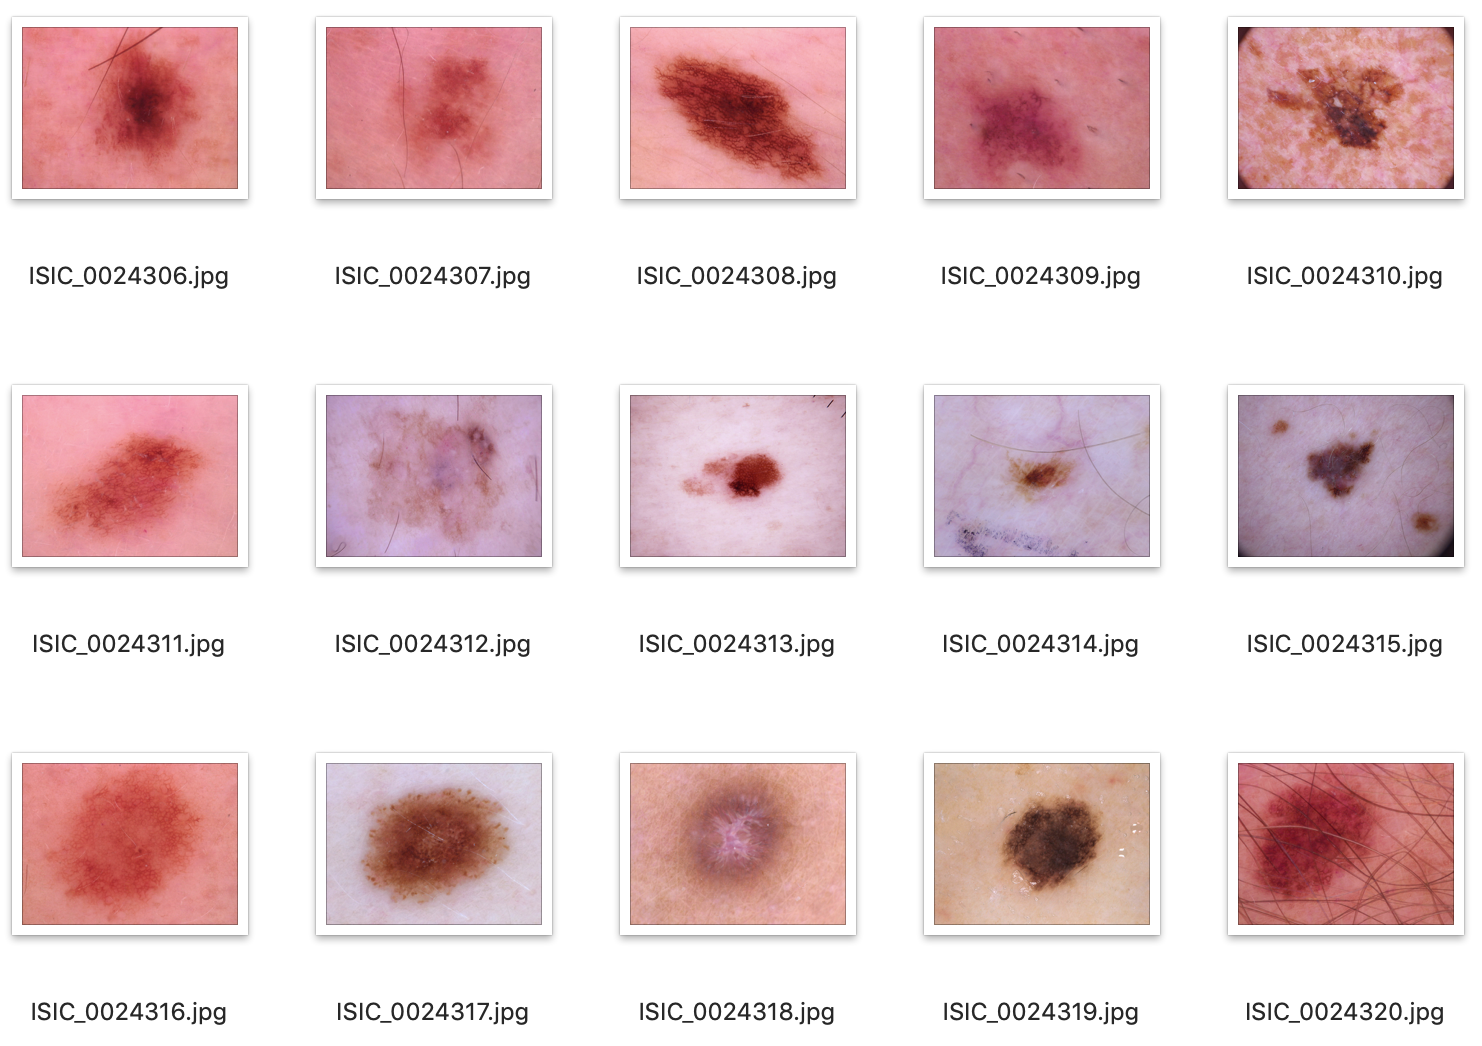 ISIC_0024306.jpg
ISIC_0024307.jpg
ISIC_0024308.jpg
ISIC_0024309.jpg
ISIC_0024310.jpg
ISIC_0024311.jpg
ISIC_0024312.jpg
ISIC_0024313.jpg
ISIC_0024314.jpg
ISIC_0024315.jpg
ISIC_0024316.jpg
ISIC_0024317.jpg
ISIC_0024318.jpg
ISIC_0024319.jpg
ISIC_0024320.jpg